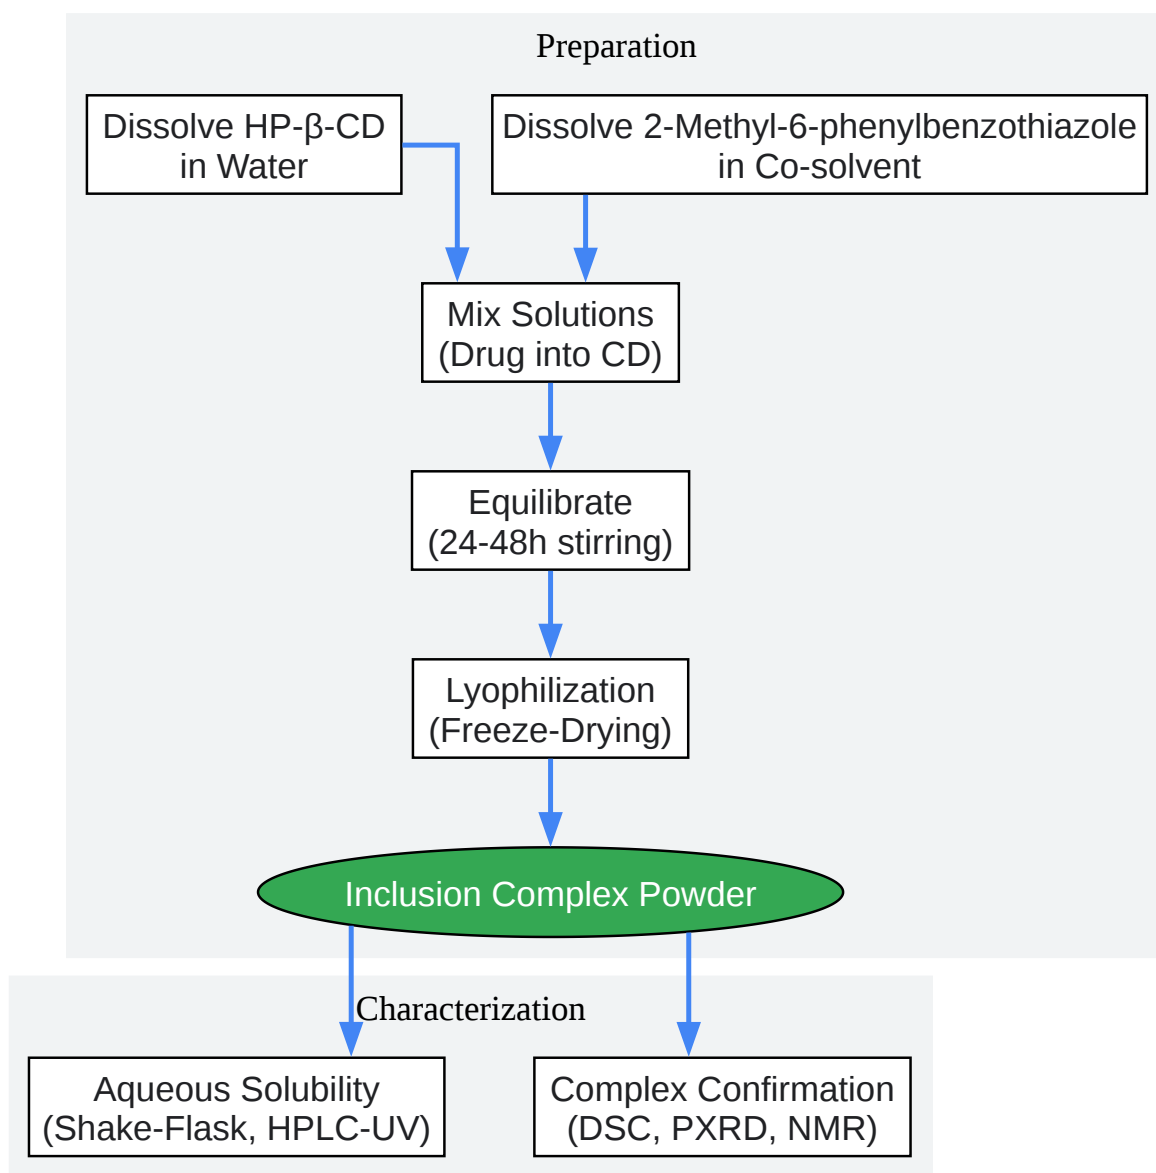 Preparation
Dissolve HP-β-CD
in Water
Dissolve 2-Methyl-6-phenylbenzothiazole
in Co-solvent
Mix Solutions
(Drug into CD)
Equilibrate
(24-48h stirring)
Lyophilization
(Freeze-Drying)
Inclusion Complex Powder
Characterization
Aqueous Solubility
(Shake-Flask, HPLC-UV)
Complex Confirmation
(DSC, PXRD, NMR)